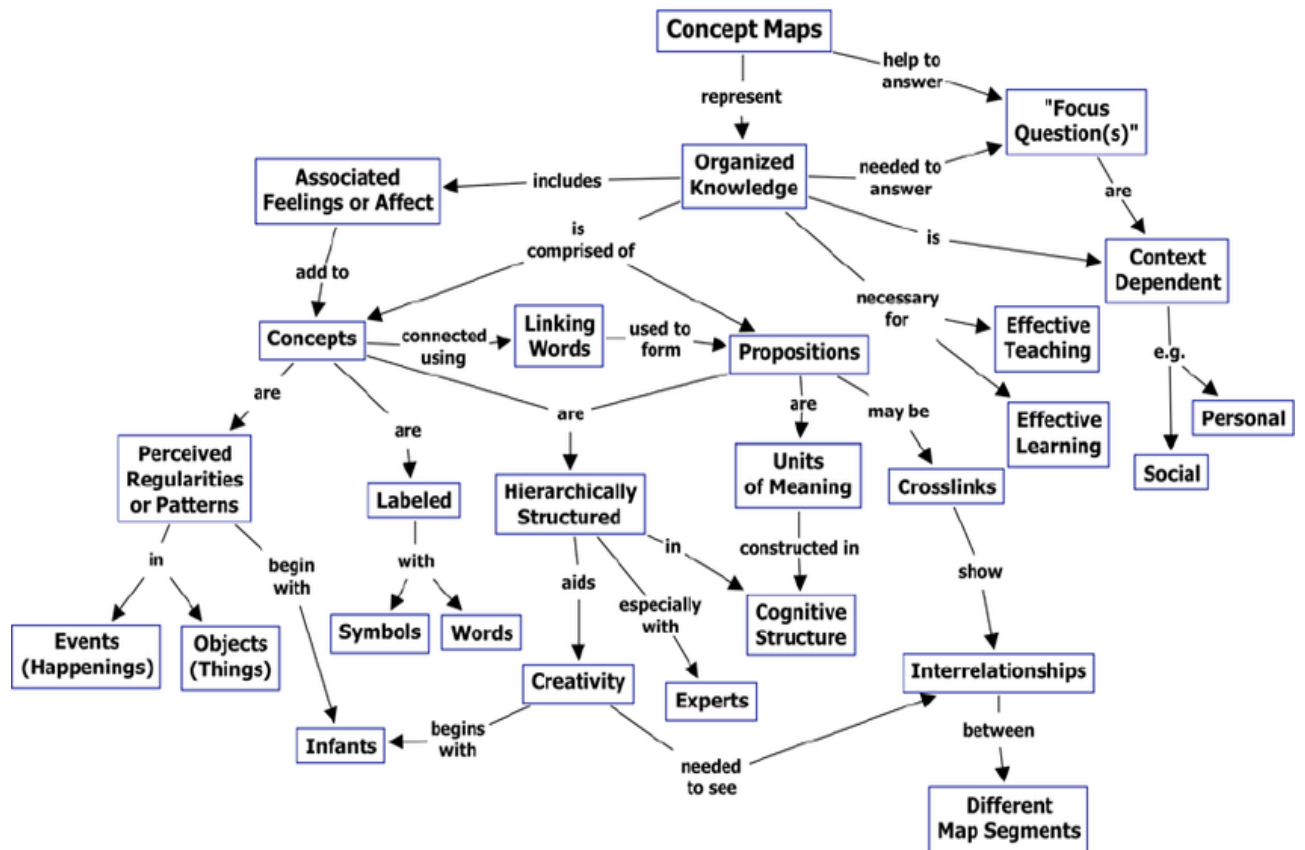 Concept Maps
help to
answer
represent
"Focus
Question(s)"
Organized
Knowledge
needed to
answer
Associated
Feelings or Affect
includes
are
is
comprised of
is
Context
Dependent
add to
necessary
for
Concepts
connected
using
Linking
Words
used to
form
Propositions
Effective
Teaching
e.g.
are
are
are
are
may be
Effective
Learning
Personal
Social
Perceived
Regularities
or Patterns
Labeled
Hierarchically
Structured
Units
of Meaning
Crosslinks
in
begin
with
with
aids
especially
with
in
constructed in
show
Events
(Happenings)
Objects
(Things)
Symbols
Words
Cognitive
Structure
Creativity
Experts
Interrelationships
Infants
begins
with
needed
to see
between
Different
Map Segments